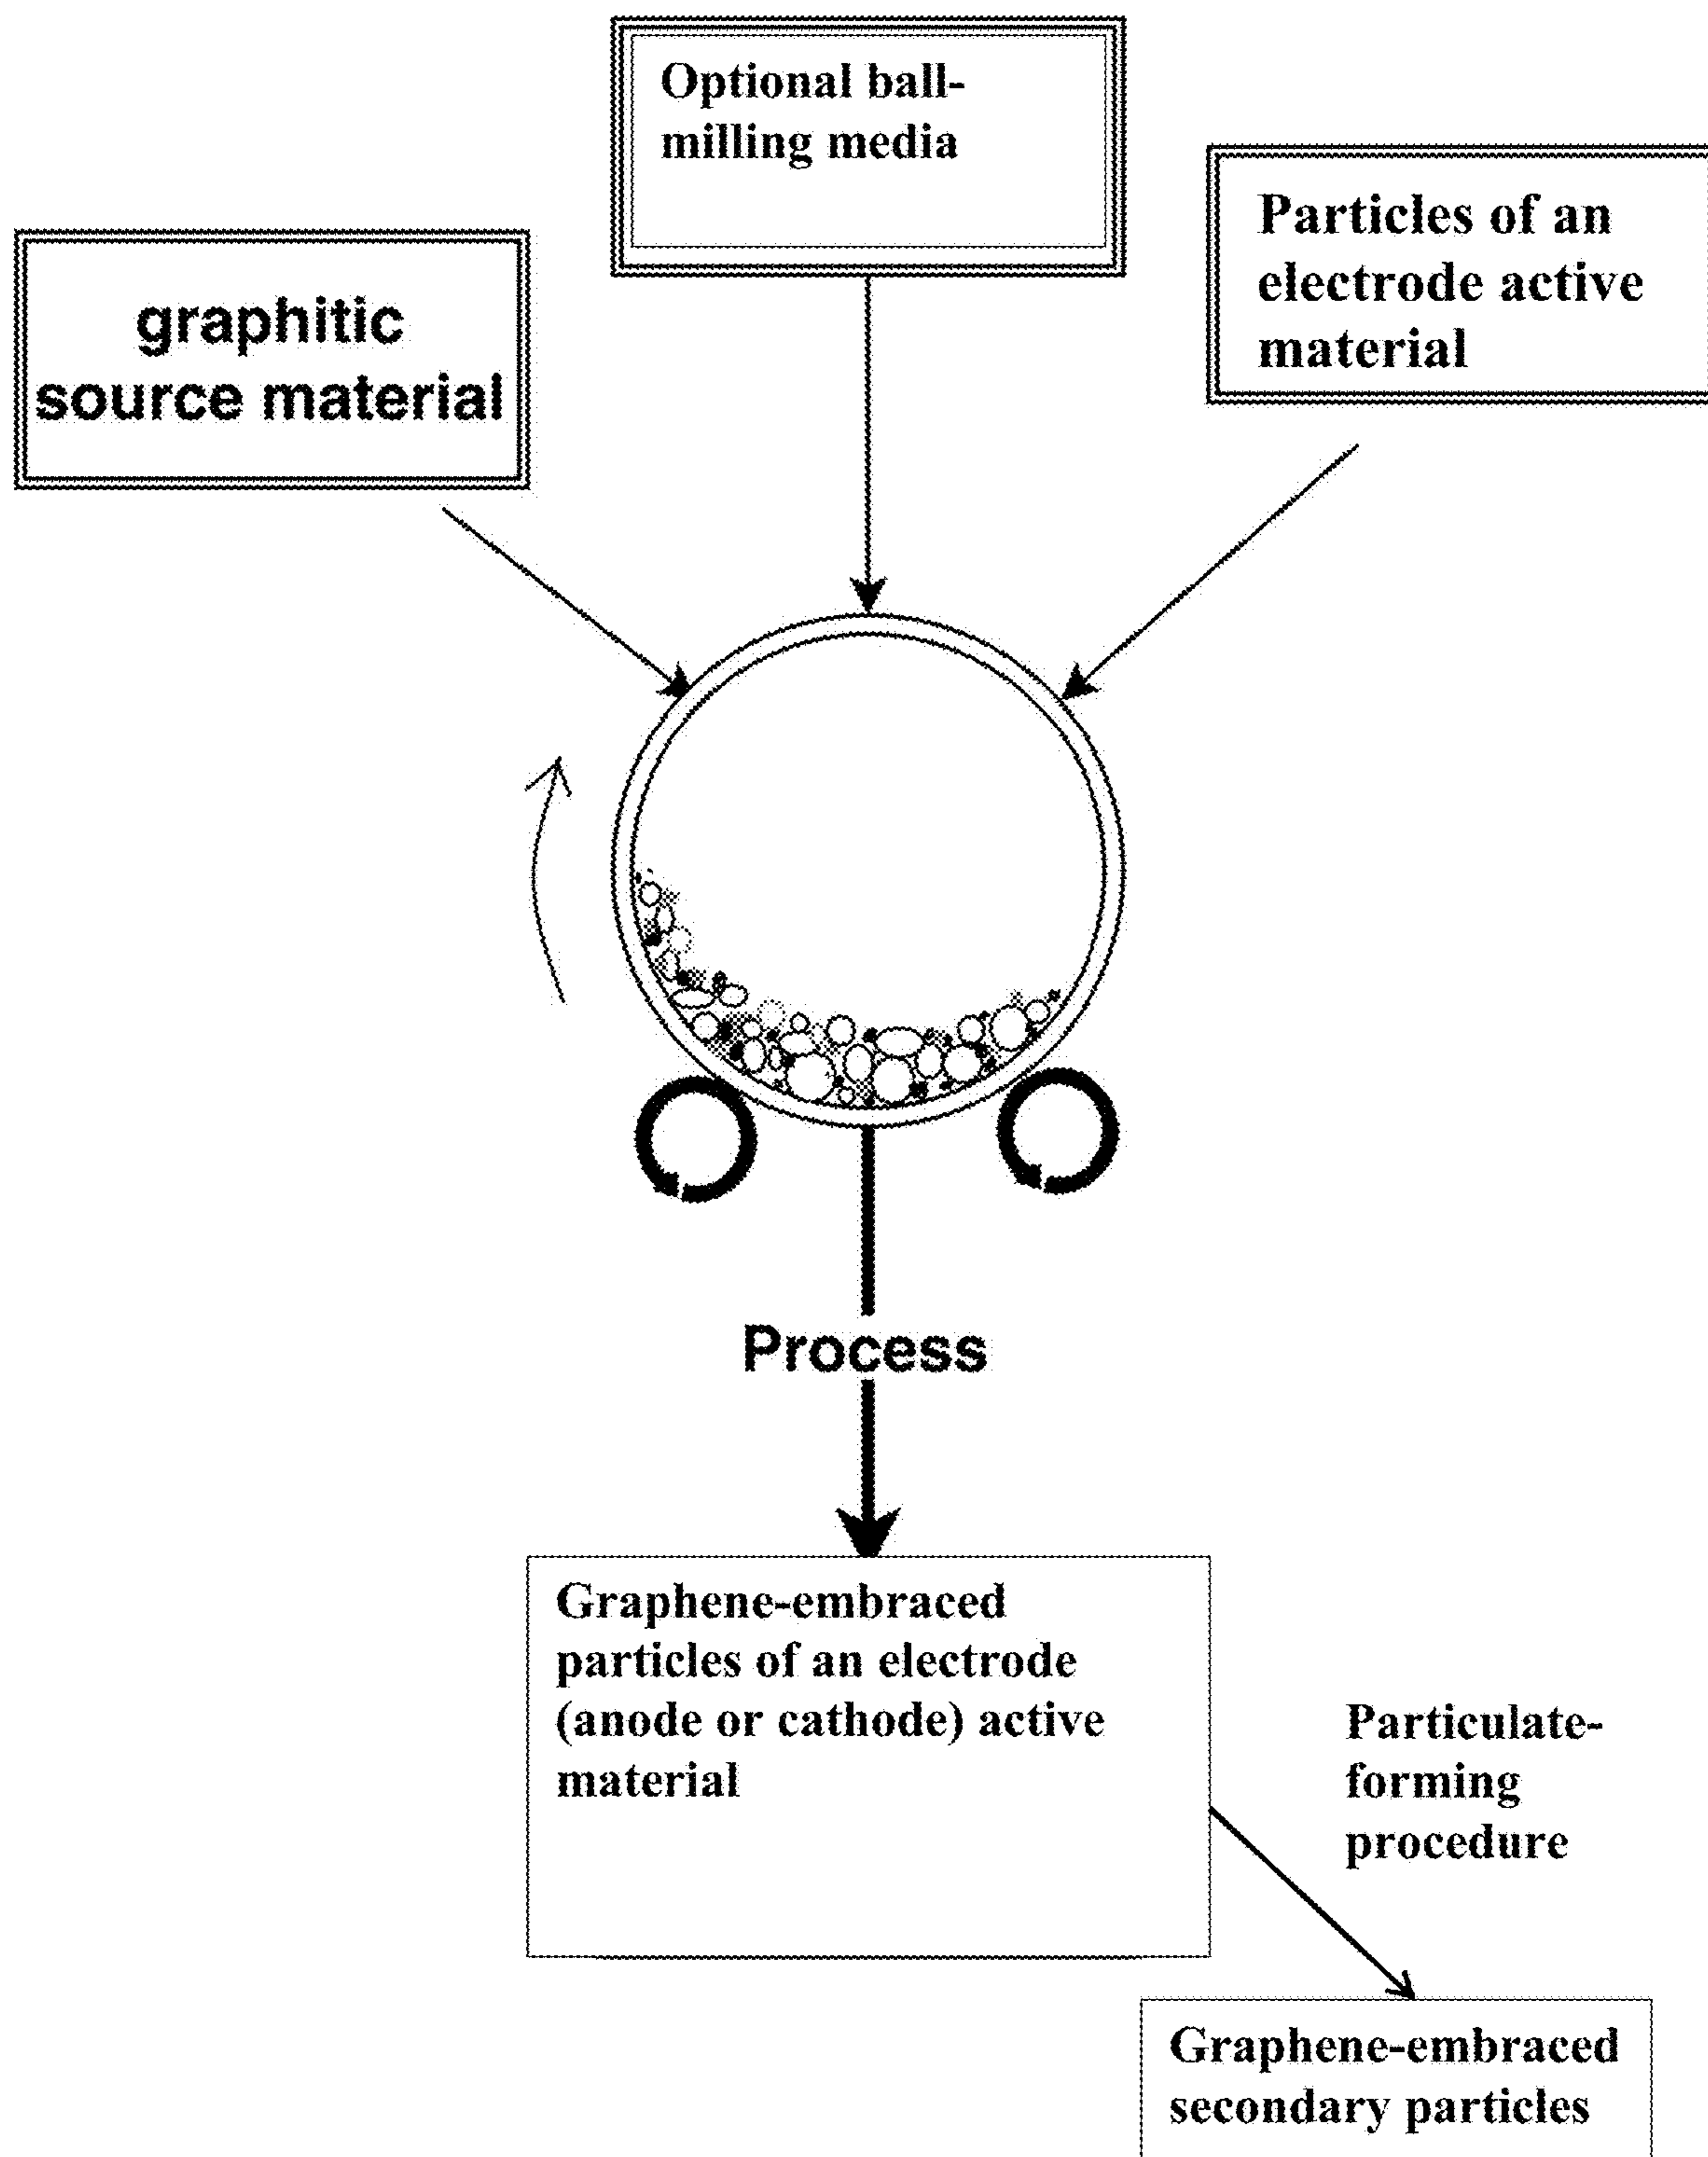 Optional ball-
milling media
graphitic
source material
Particles of an
electrode active
material
Process
Graphene-embraced
particles of an electrode
(anode or cathode) active
material
Particulate-
forming
procedure
Graphene-embraced
secondary particles